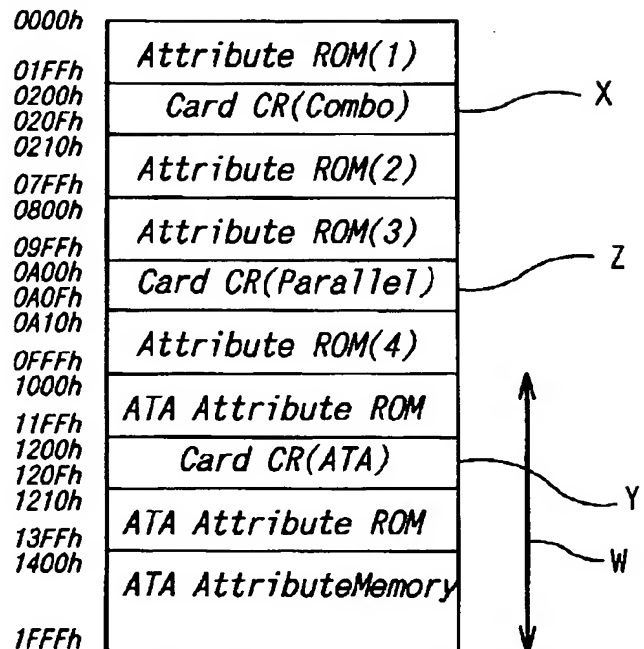 0000h
Attribute ROM(1)
01FFh
0200h
Card CR(Combo)
X
020Fh
0210h
Attribute ROM(2)
07FFh
0800h
Attribute ROM(3)
09FFh
Z
0A00h
Card CR(Parallel)
0A0Fh
0A10h
Attribute ROM(4)
0FFFh
1000h
ATA Attribute ROM
11FFh
1200h
Card CR(ATA)
120Fh
Y
1210h
ATA Attribute ROM
13FFh
W
1400h
ATA AttributeMemory
1FFFh